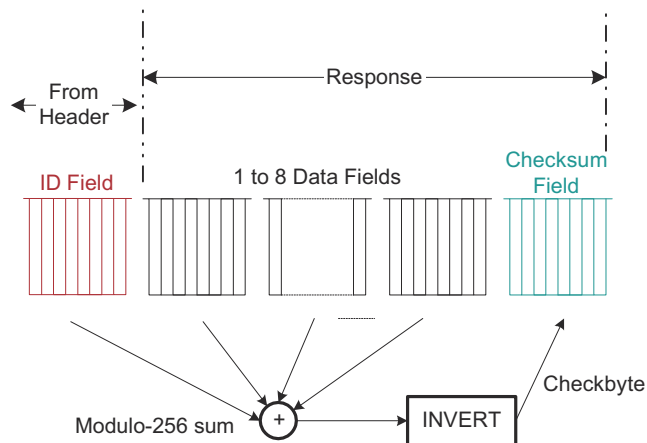 Response
From
Header
ID Field
1 to 8 Data Fields
Checksum
Field
Modulo-256 sum
+
INVERT
Checkbyte